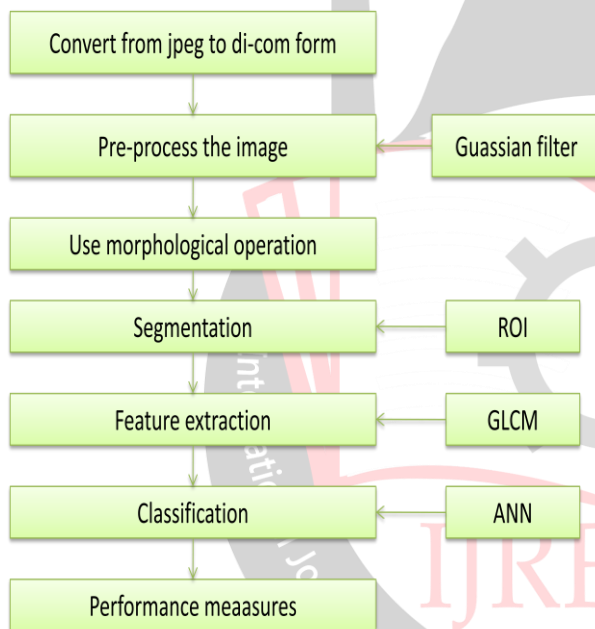 Convert from jpeg to di-com form
Pre-process the image
Guassian filter
Use morphological operation
Segmentation
ROI
Feature extraction
GLCM
Classification
ANN
Performance meaasures